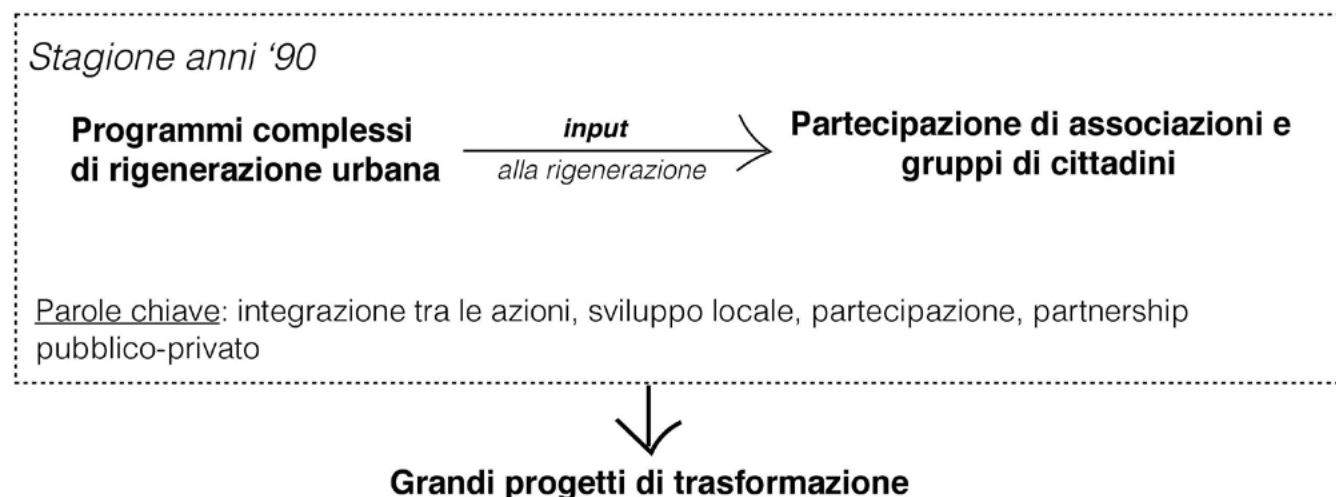 Stagione anni '90
Programmi complessi
di rigenerazione urbana
input
alla rigenerazione
Partecipazione di associazioni e
gruppi di cittadini
Parole chiave: integrazione tra le azioni, sviluppo locale, partecipazione, partnership
pubblico-privato
Grandi progetti di trasformazione